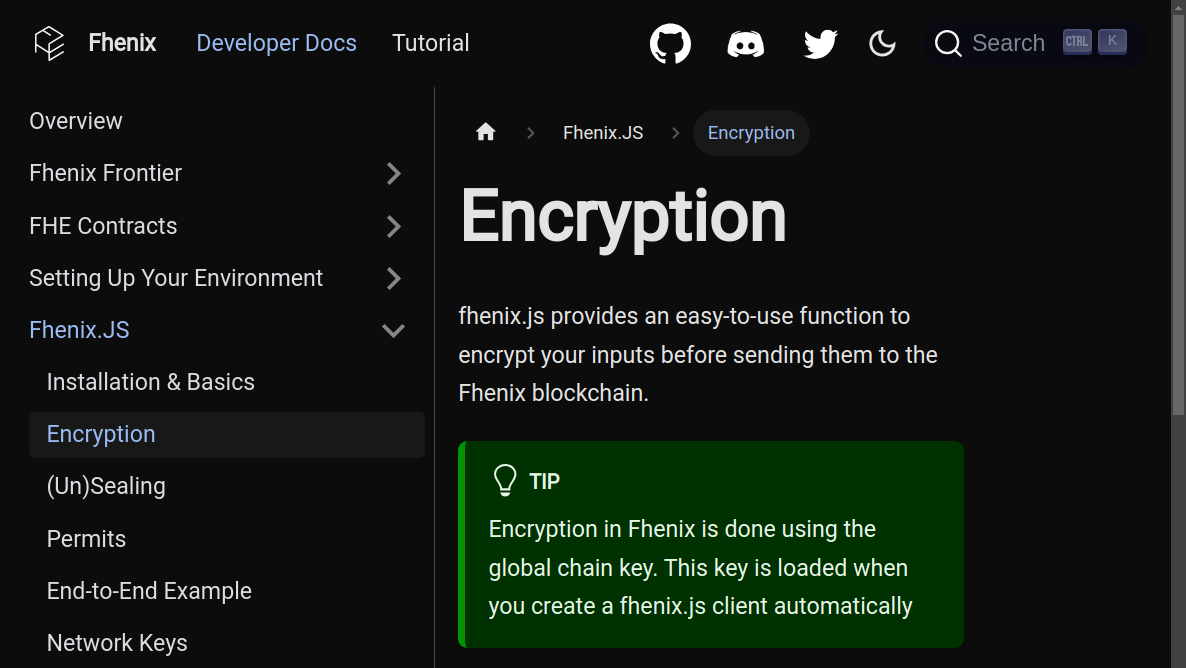 Fhenix Developer Docs Tutorial Search CTRL K
Overview
Fhenix Frontier
FHE Contracts
Setting Up Your Environment
Fhenix.JS
Installation & Basics
Encryption
(Un)Sealing
Permits
End-to-End Example
Network Keys
Fhenix.JS Encryption
Encryption
fhenix.js provides an easy-to-use function to
encrypt your inputs before sending them to the
Fhenix blockchain.
TIP
Encryption in Fhenix is done using the
global chain key. This key is loaded when
you create a fhenix.js client automatically